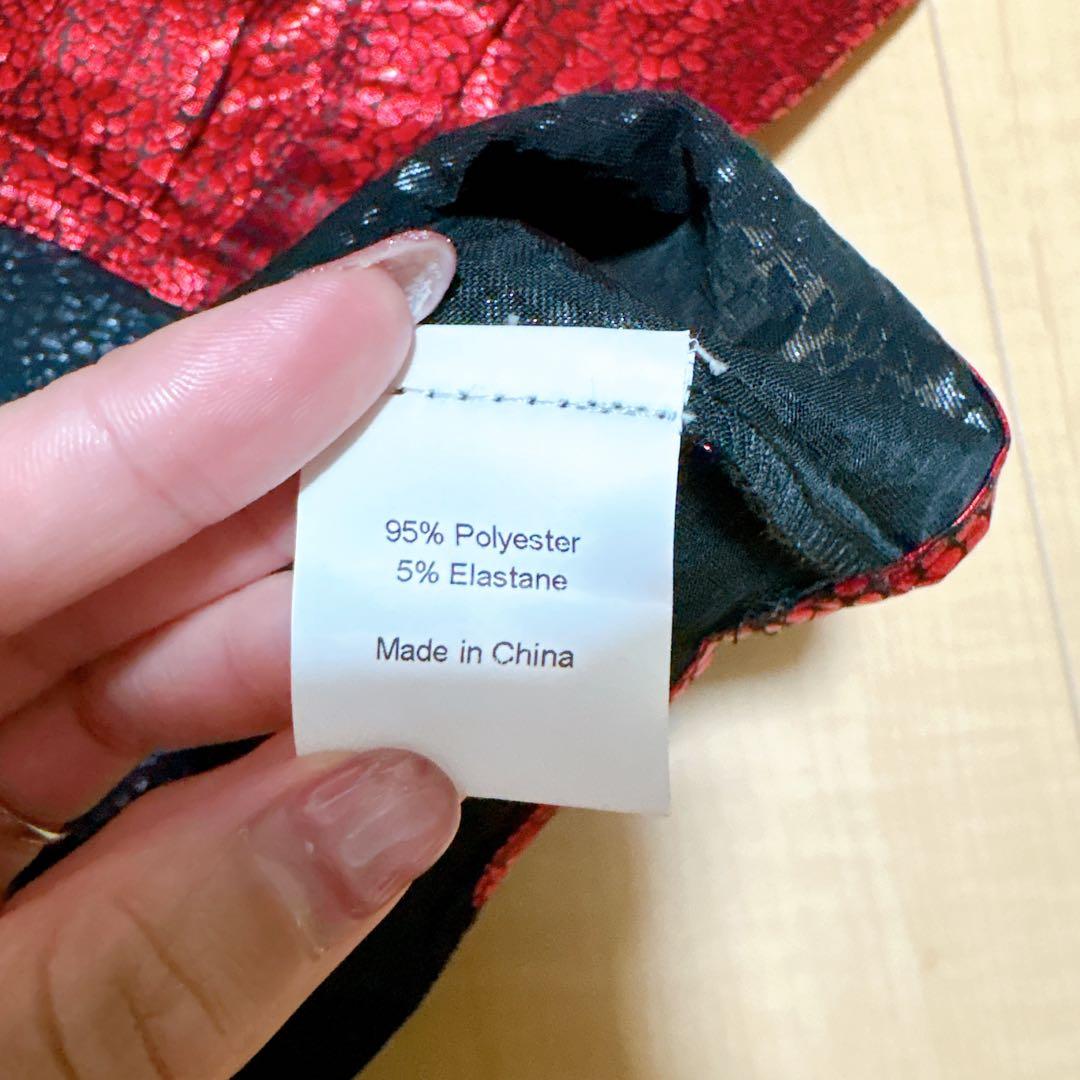 95% Polyester
5% Elastane
Made in China